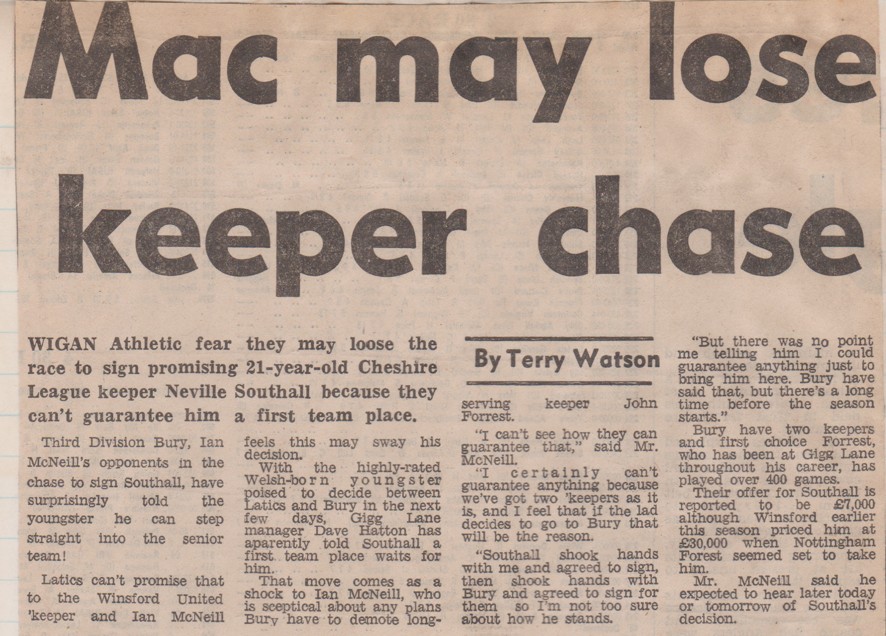 Mac may lose
keeper chase
WIGAN Athletic fear they may loose the
race to sign promising 21-year-old Cheshire
League keeper Neville Southall because they
can't guarantee him a first team place.
Third Division Bury, Ian
McNeill's opponents in the
chase to sign Southall, have
surprisingly told the
youngster he can step
straight into the senior
team!
Latics can't promise that
to the Winsford United
'keeper and Ian McNeill
feels this may sway his
decision.
With the highly-rated
Welsh-born youngster
poised to decide between
Latics and Bury in the next
few days, Gigg Lane
manager Dave Hatton has
aparently told Southall a
first team place waits for
him.
That move comes as a
shock to Ian McNeill, who
is sceptical about any plans
Bury have to demote long-
By Terry Watson
serving keeper John
Forrest.
"I can't see how they can
guarantee that," said Mr.
McNeill.
"I certainly can't
guarantee anything because
we've got two 'keepers as it
is, and I feel that if the lad
decides to go to Bury that
will be the reason.
"Southall shook hands
with me and agreed to sign,
then shook hands with
Bury and agreed to sign for
them so I'm not too sure
about how he stands.
"But there was no point
me telling him I could
guarantee anything just to
bring him here. Bury have
said that, but there's a long
time before the season
starts."
Bury have two keepers
and first choice Forrest,
who has been at Gigg Lane
throughout his career, has
played over 400 games.
Their offer for Southall is
reported to be £7,000
although Winsford earlier
this season priced him at
£30,000 when Nottingham
Forest seemed set to take
him.
Mr. McNeill said he
expected to hear later today
or tomorrow of Southall's
decision.